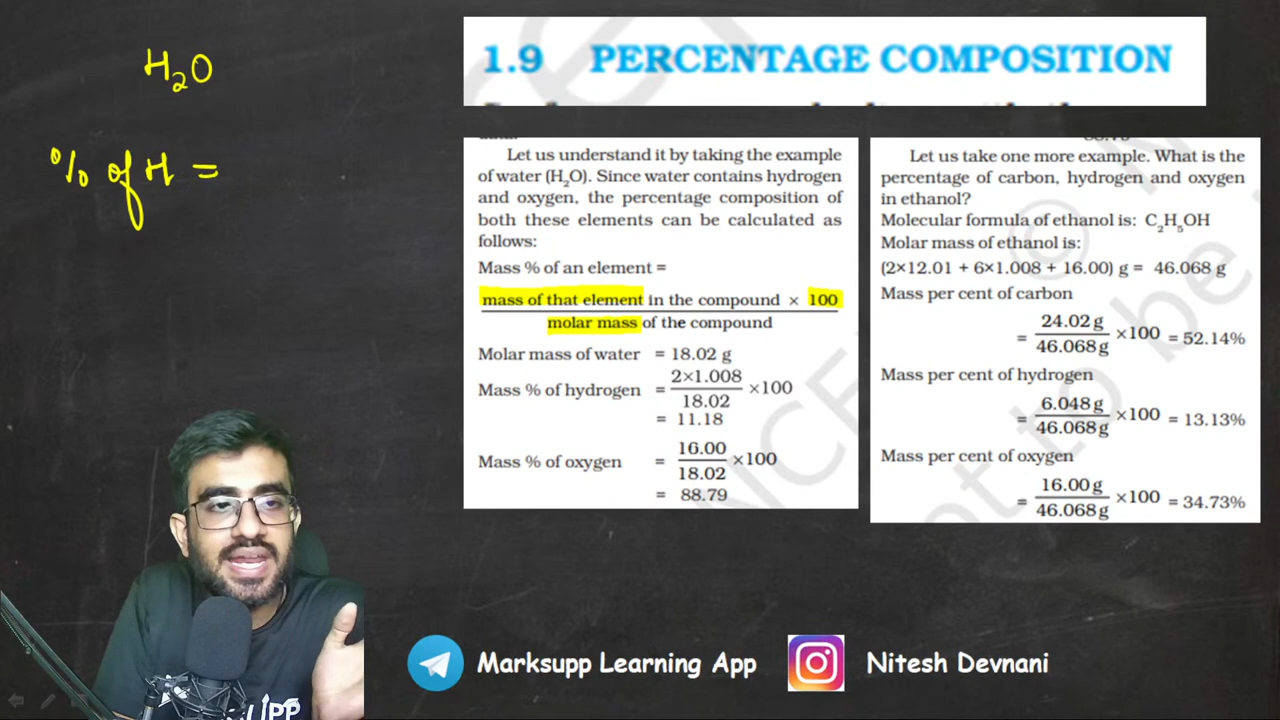 H₂O
% of H =
1.9 PERCENTAGE COMPOSITION
Let us understand it by taking the example
of water (H₂O). Since water contains hydrogen
and oxygen, the percentage composition of
both these elements can be calculated as
follows:
Mass % of an element =
mass of that element in the compound × 100
molar mass of the compound
Molar mass of water = 18.02 g
Mass % of hydrogen = 2×1.008 / 18.02 ×100
= 11.18
Mass % of oxygen = 16.00 / 18.02 ×100
= 88.79
Let us take one more example. What is the
percentage of carbon, hydrogen and oxygen
in ethanol?
Molecular formula of ethanol is: C₂H₅OH
Molar mass of ethanol is:
(2×12.01 + 6×1.008 + 16.00) g = 46.068 g
Mass per cent of carbon
= 24.02 g / 46.068 g ×100 = 52.14%
Mass per cent of hydrogen
= 6.048 g / 46.068 g ×100 = 13.13%
Mass per cent of oxygen
= 16.00 g / 46.068 g ×100 = 34.73%
Marksupp Learning App
Nitesh Devnani